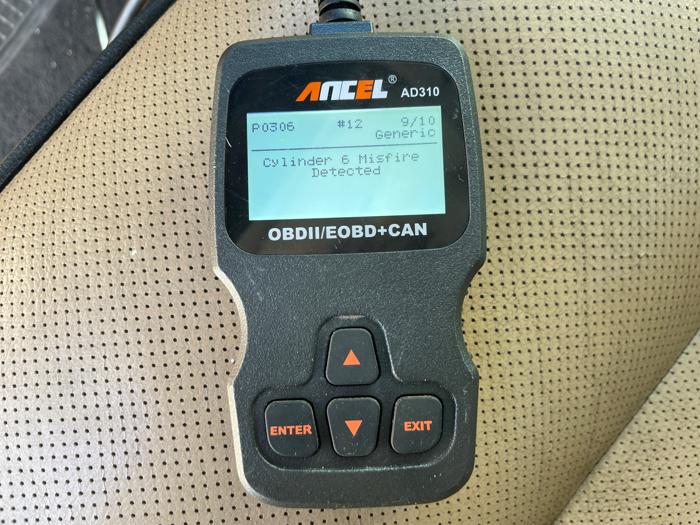 ANCEL® AD310
P0306 #12 9/10
Generic
Cylinder 6 Misfire
Detected
OBDII/EOBD+CAN
ENTER EXIT